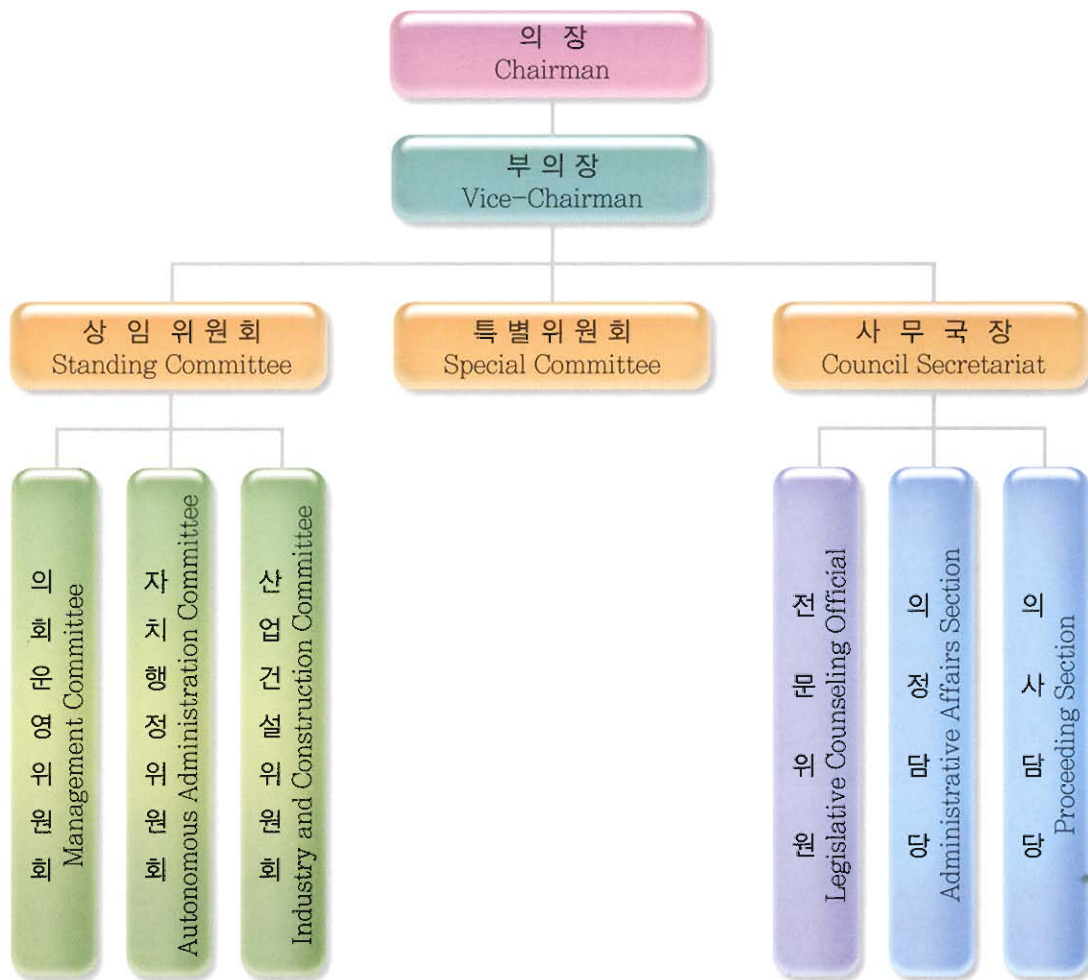 의 장
Chairman
부 의 장
Vice-Chairman
상 임 위 원 회
Standing Committee
특 별 위 원 회
Special Committee
사 무 국 장
Council Secretariat
의회운영위원회
Management Committee
자치행정위원회
Autonomous Administration Committee
산업건설위원회
Industry and Construction Committee
전문위원
Legislative Counseling Official
의정담당
Administrative Affairs Section
의사담당
Proceeding Section